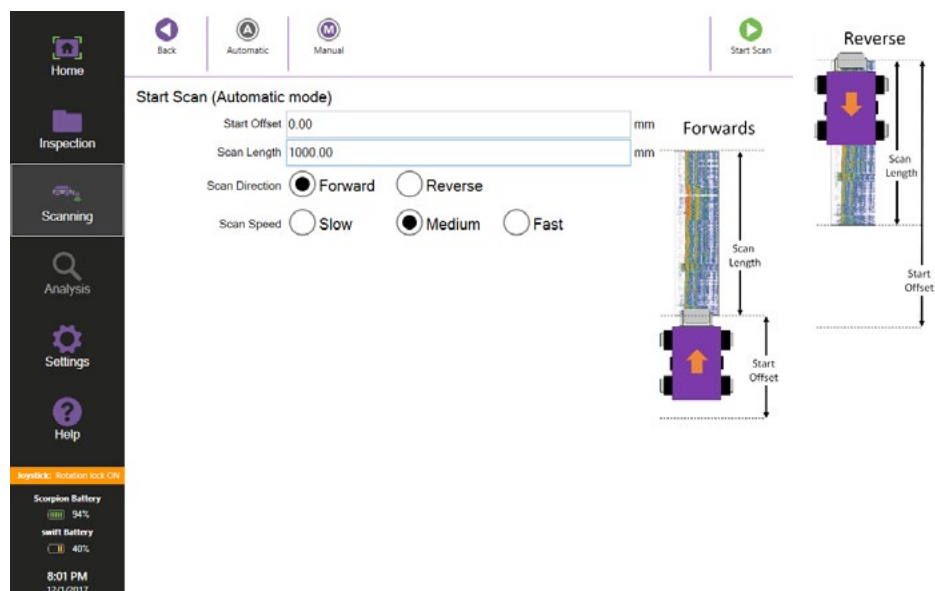 Home
Inspection
Scanning
Analysis
Settings
Help
Joystick: Rotation lock ON
Scorpion Battery
94%
swift Battery
40%
8:01 PM
12/1/2017
Back
A
Automatic
M
Manual
Start Scan
Start Scan (Automatic mode)
Start Offset 0.00 mm
Scan Length 1000.00 mm
Scan Direction Forward Reverse
Scan Speed Slow Medium Fast
Forwards
Scan
Length
Start
Offset
Reverse
Scan
Length
Start
Offset